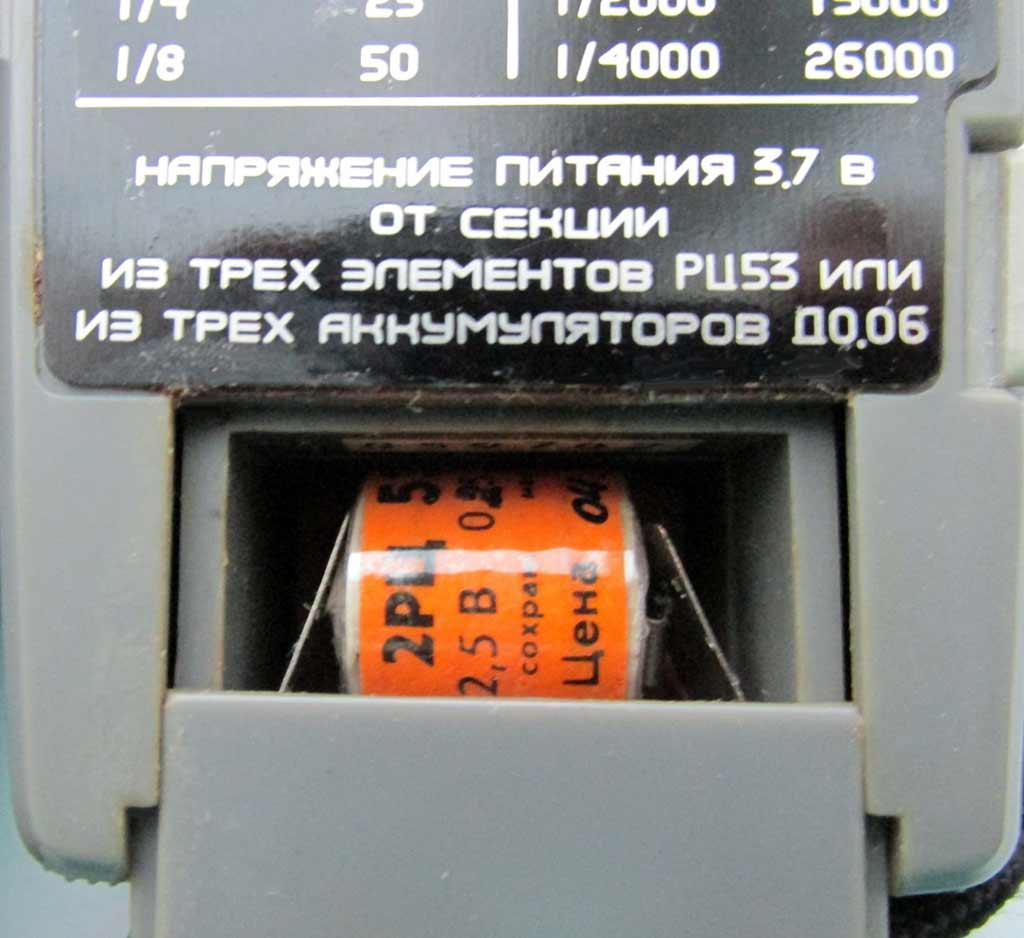 1/4 25 1/2000 13000
1/8 50 1/4000 26000
НАПРЯЖЕНИЕ ПИТАНИЯ 3,7 В
ОТ СЕКЦИИ
ИЗ ТРЕХ ЭЛЕМЕНТОВ РЦ53 ИЛИ
ИЗ ТРЕХ АККУМУЛЯТОРОВ Д0,06
2РЦ 5
2,5 В
Цена